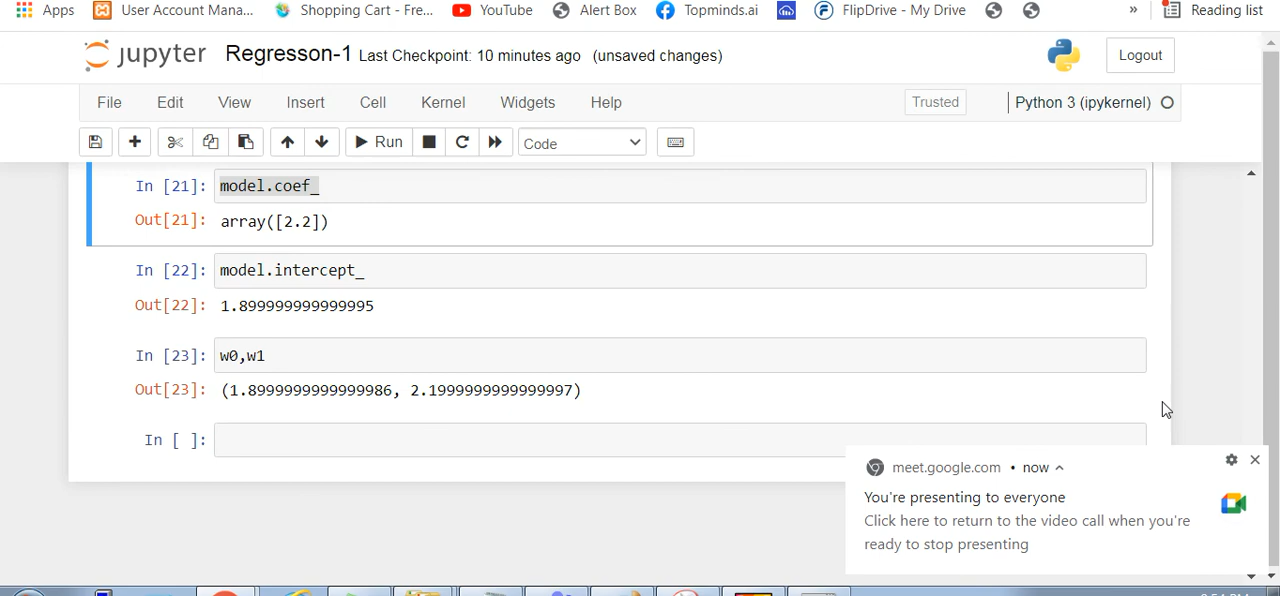 Apps User Account Mana... Shopping Cart - Fre... YouTube Alert Box Topminds.ai FlipDrive - My Drive » Reading list
jupyter Regresson-1 Last Checkpoint: 10 minutes ago (unsaved changes) Logout
File Edit View Insert Cell Kernel Widgets Help Trusted Python 3 (ipykernel)
Run Code
In [21]: model.coef_
Out[21]: array([2.2])
In [22]: model.intercept_
Out[22]: 1.899999999999995
In [23]: w0,w1
Out[23]: (1.8999999999999986, 2.1999999999999997)
In [ ]:
meet.google.com • now
You're presenting to everyone
Click here to return to the video call when you're
ready to stop presenting